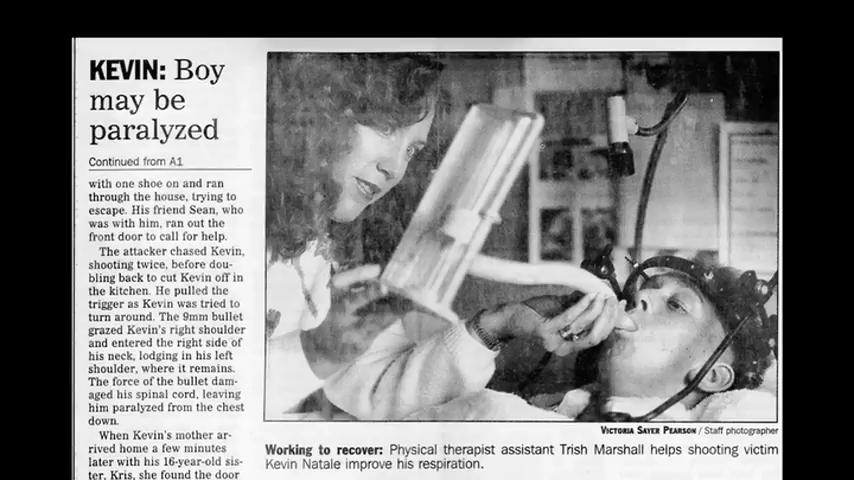 KEVIN: Boy
may be
paralyzed
Continued from A1
with one shoe on and ran
through the house, trying to
escape. His friend Sean, who
was with him, ran out the
front door to call for help.
The attacker chased Kevin,
shooting twice, before dou-
bling back to cut Kevin off in
the kitchen. He pulled the
trigger as Kevin was tried to
turn around. The 9mm bullet
grazed Kevin's right shoulder
and entered the right side of
his neck, lodging in his left
shoulder, where it remains.
The force of the bullet dam-
aged his spinal cord, leaving
him paralyzed from the chest
down.
When Kevin's mother ar-
rived home a few minutes
later with his 16-year-old sis-
ter, Kris, she found the door
VICTORIA SAYER PEARSON / Staff photographer
Working to recover: Physical therapist assistant Trish Marshall helps shooting victim
Kevin Natale improve his respiration.